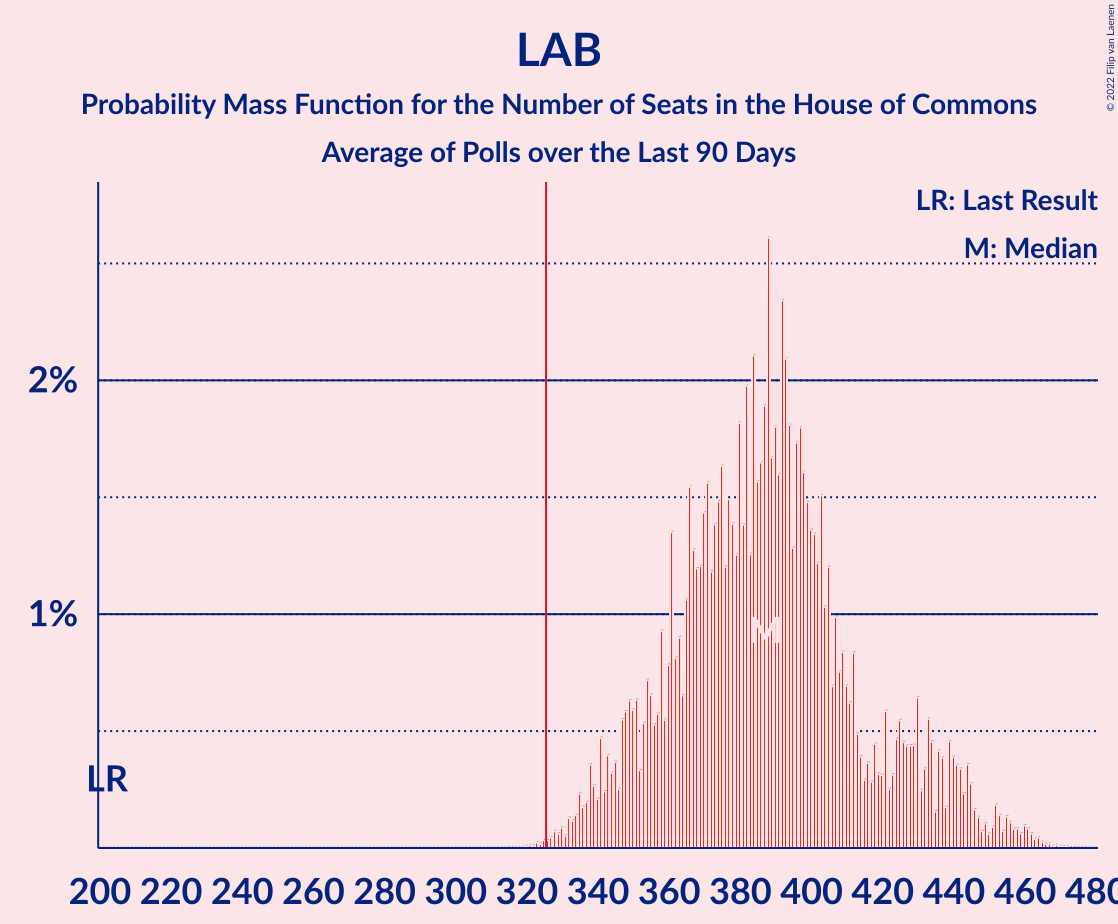 LAB
Probability Mass Function for the Number of Seats in the House of Commons
Average of Polls over the Last 90 Days
© 2022 Filip van Laenen
LR: Last Result
M: Median
2%
1%
LR
M
200 220 240 260 280 300 320 340 360 380 400 420 440 460 480